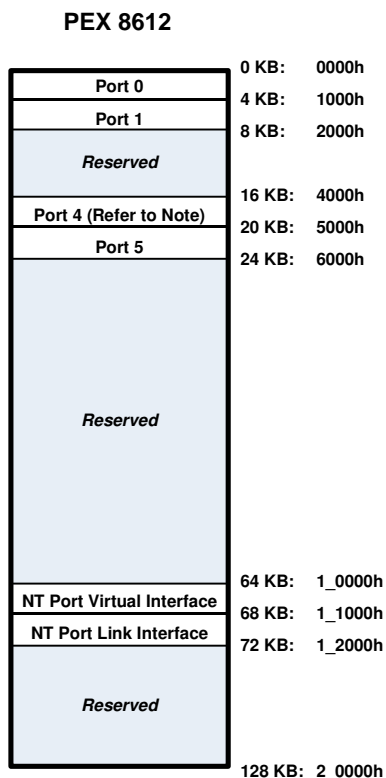 PEX 8612
0 KB: 0000h
Port 0
4 KB: 1000h
Port 1
8 KB: 2000h
Reserved
16 KB: 4000h
Port 4 (Refer to Note)
20 KB: 5000h
Port 5
24 KB: 6000h
Reserved
64 KB: 1_0000h
NT Port Virtual Interface
68 KB: 1_1000h
NT Port Link Interface
72 KB: 1_2000h
Reserved
128 KB: 2_0000h